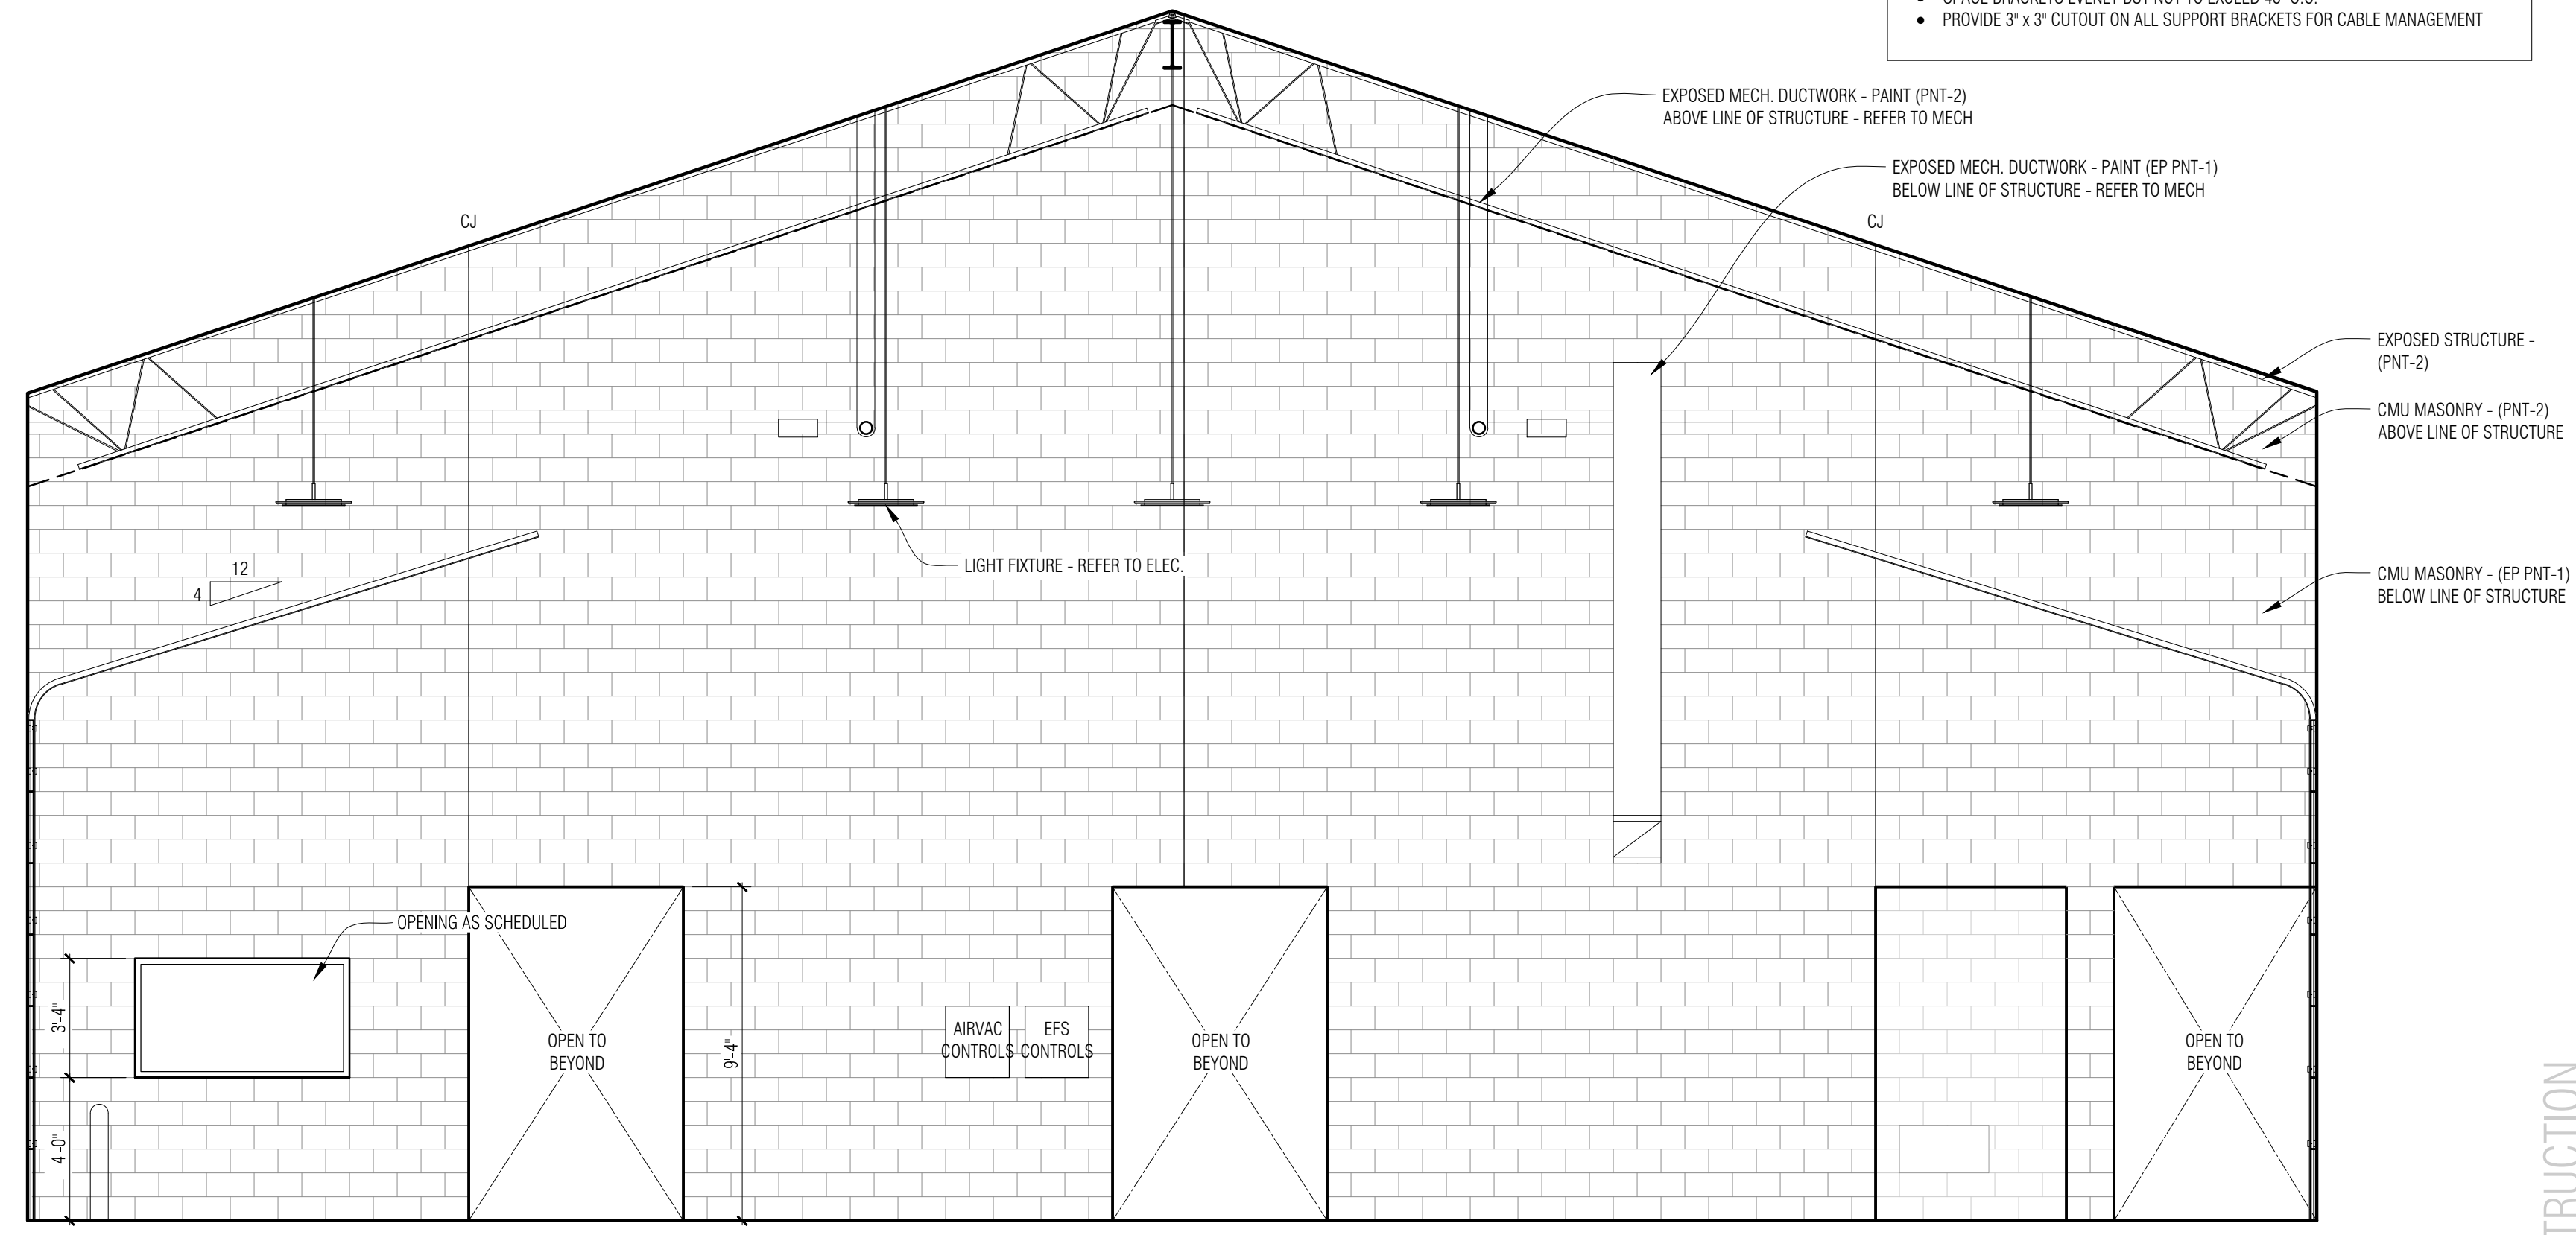 ● PROVIDE 3" x 3" CUTOUT ON ALL SUPPORT BRACKETS FOR CABLE MANAGEMENT
EXPOSED MECH. DUCTWORK - PAINT (PNT-2)
ABOVE LINE OF STRUCTURE - REFER TO MECH
EXPOSED MECH. DUCTWORK - PAINT (EP PNT-1)
BELOW LINE OF STRUCTURE - REFER TO MECH
CJ
CJ
EXPOSED STRUCTURE -
(PNT-2)
CMU MASONRY - (PNT-2)
ABOVE LINE OF STRUCTURE
LIGHT FIXTURE - REFER TO ELEC.
12
4
CMU MASONRY - (EP PNT-1)
BELOW LINE OF STRUCTURE
OPENING AS SCHEDULED
3'-4"
4'-0"
OPEN TO
BEYOND
9'-4"
AIRVAC
CONTROLS
EFS
CONTROLS
OPEN TO
BEYOND
OPEN TO
BEYOND
TRUCTION